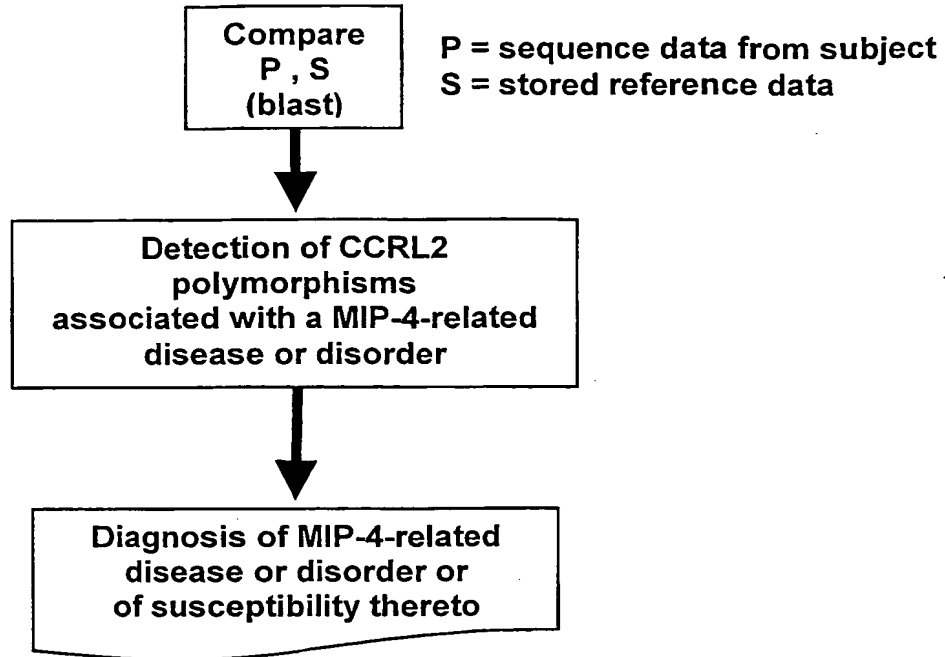 Compare
P , S
(blast)
P = sequence data from subject
S = stored reference data
Detection of CCRL2
polymorphisms
associated with a MIP-4-related
disease or disorder
Diagnosis of MIP-4-related
disease or disorder or
of susceptibility thereto